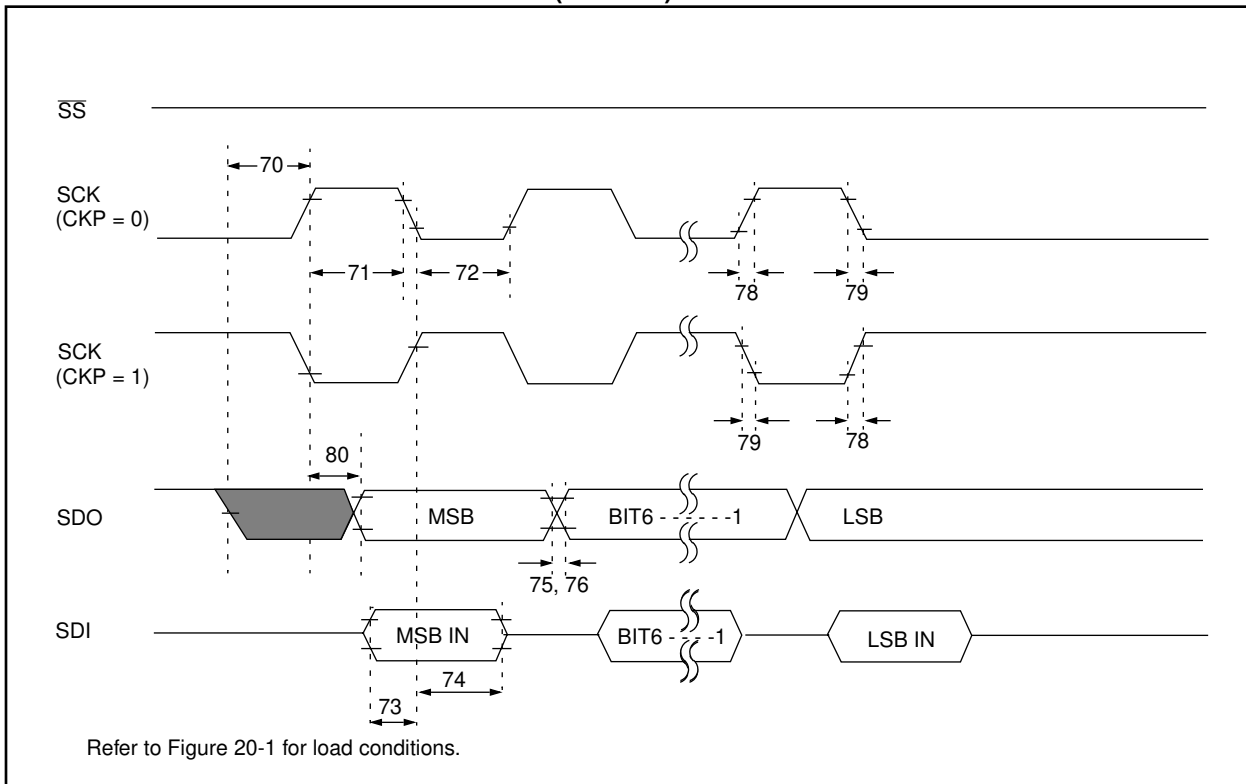 SS
70
SCK
(CKP = 0)
71
72
78
79
SCK
(CKP = 1)
79
78
80
SDO
MSB
BIT6 - - - - - -1
LSB
75, 76
SDI
MSB IN
BIT6 - - - -1
LSB IN
74
73
Refer to Figure 20-1 for load conditions.